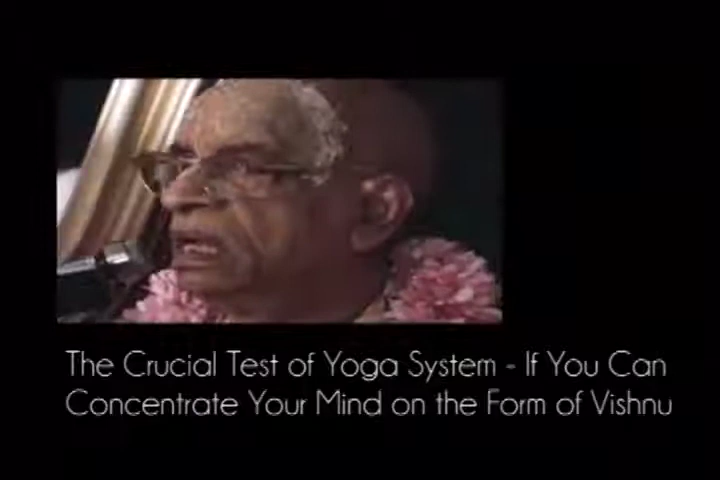 The Crucial Test of Yoga System - If You Can
Concentrate Your Mind on the Form of Vishnu